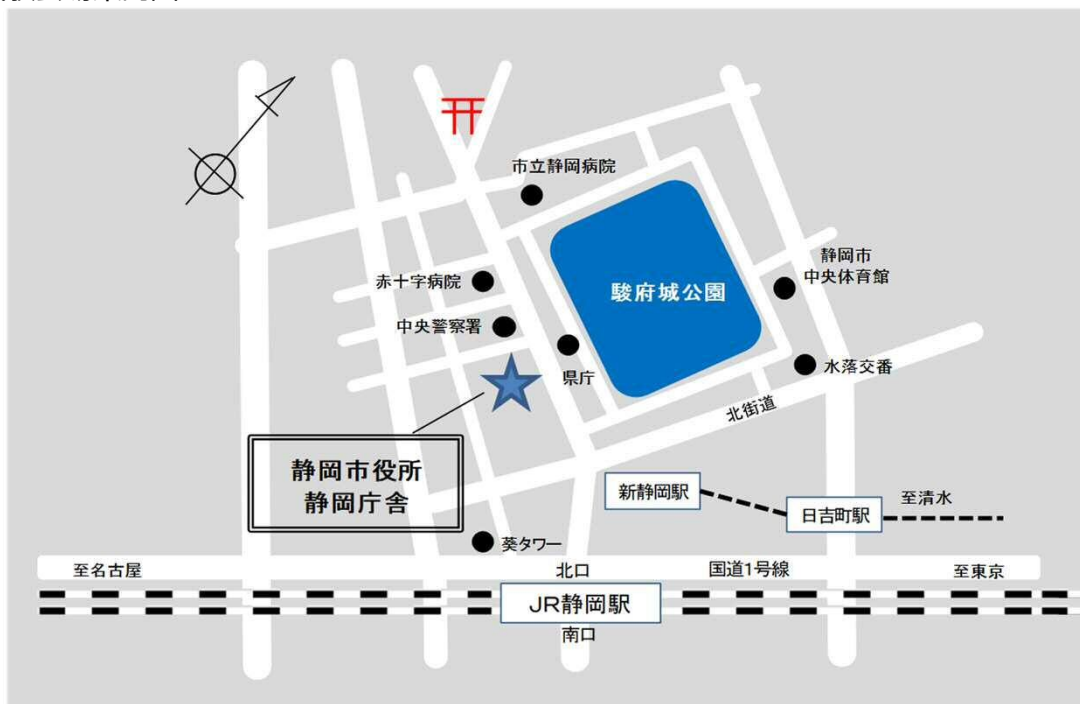 市立静岡病院
静岡市
中央体育館
赤十字病院
駿府城公園
中央警察署
県庁
水落交番
北街道
静岡市役所
静岡庁舎
新静岡駅
至清水
日吉町駅
葵タワー
至名古屋
北口
国道1号線
至東京
JR静岡駅
南口